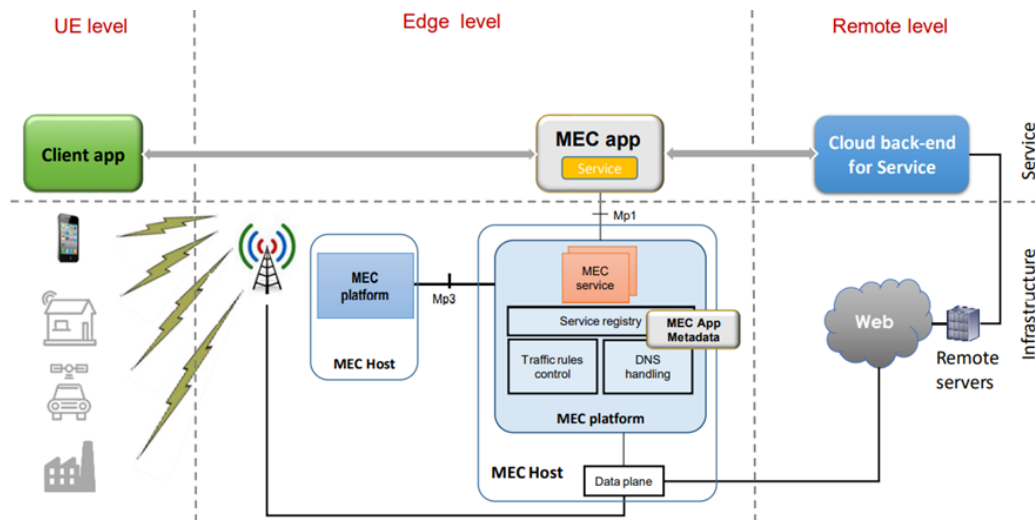 UE level
Edge level
Remote level
Client app
MEC app
Service
Cloud back-end
for Service
Service
Mp1
MEC
platform
MEC Host
Mp3
MEC
service
Service registry
MEC App
Metadata
Traffic rules
control
DNS
handling
MEC platform
MEC Host
Data plane
Web
Remote
servers
Infrastructure